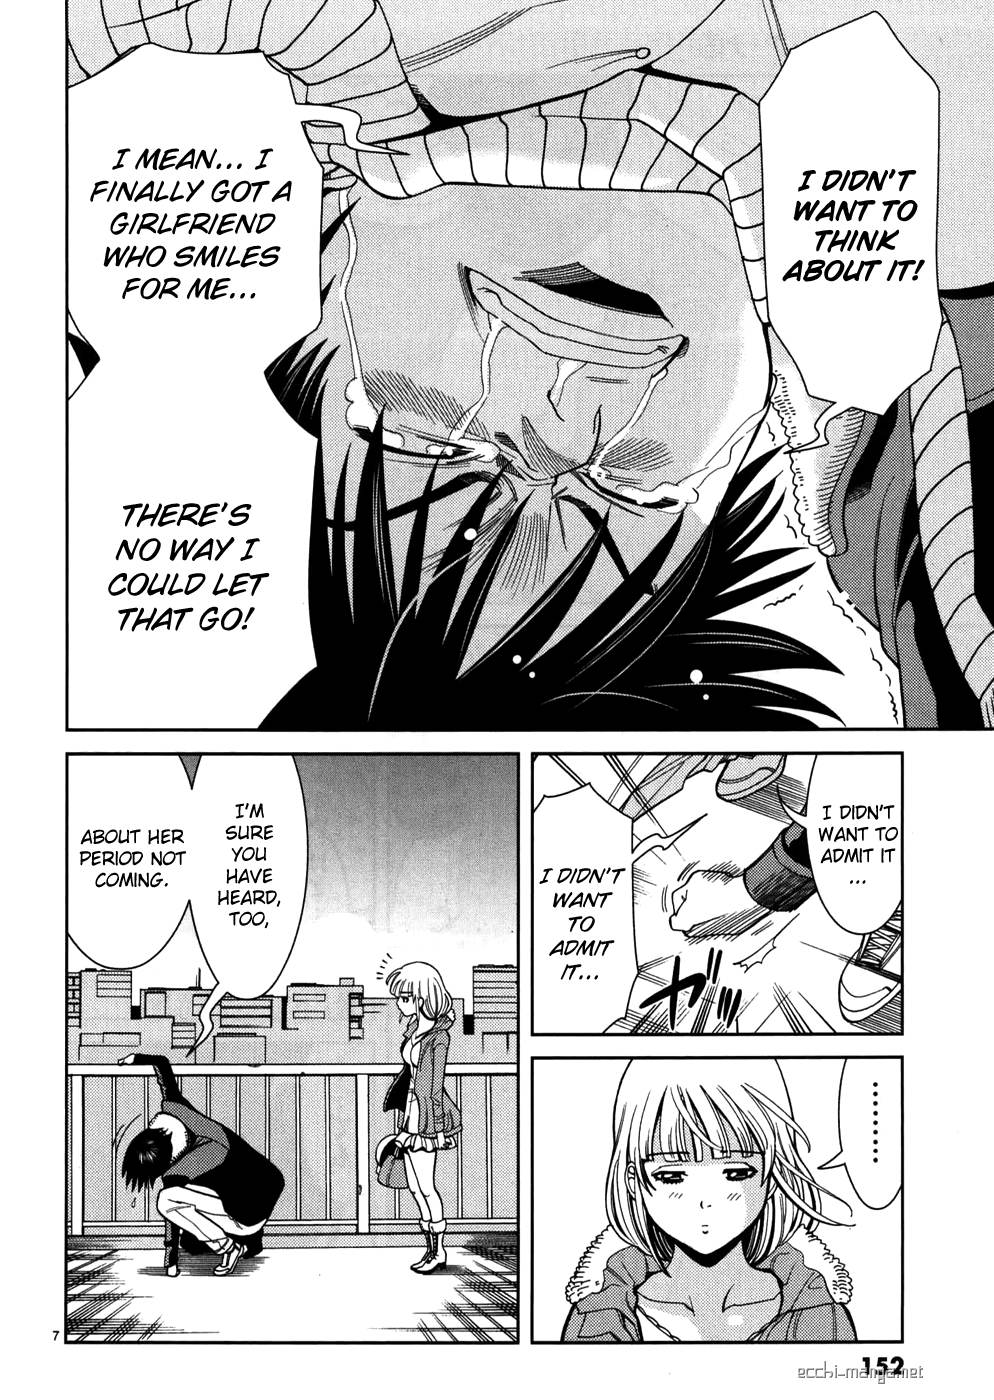 I DIDN'T
WANT TO
THINK
ABOUT IT!
I MEAN... I
FINALLY GOT A
GIRLFRIEND
WHO SMILES
FOR ME...
THERE'S
NO WAY I
COULD LET
THAT GO!
I DIDN'T
WANT TO
ADMIT IT
...
I DIDN'T
WANT
TO
ADMIT
IT...
ガッ
........
I'M
SURE
YOU
HAVE
HEARD,
TOO,
ABOUT HER
PERIOD NOT
COMING.
7
152
ecchi-manga.net